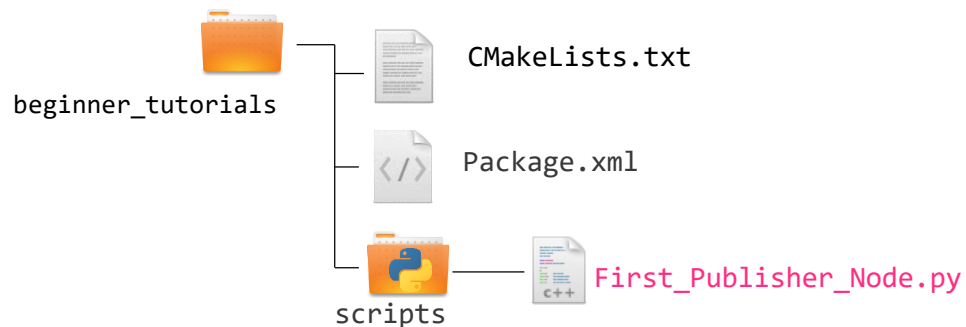 CMakeLists.txt
beginner_tutorials
</>
Package.xml
c++
First_Publisher_Node.py
scripts